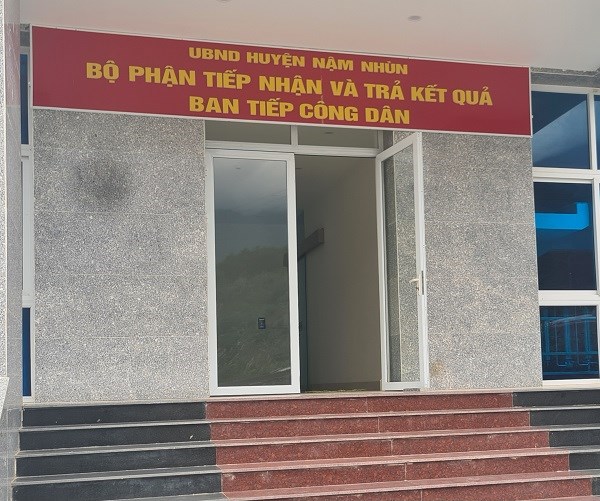 UBND HUYỆN NẬM NHÙN
BỘ PHẬN TIẾP NHẬN VÀ TRẢ KẾT QUẢ
BAN TIẾP CÔNG DÂN